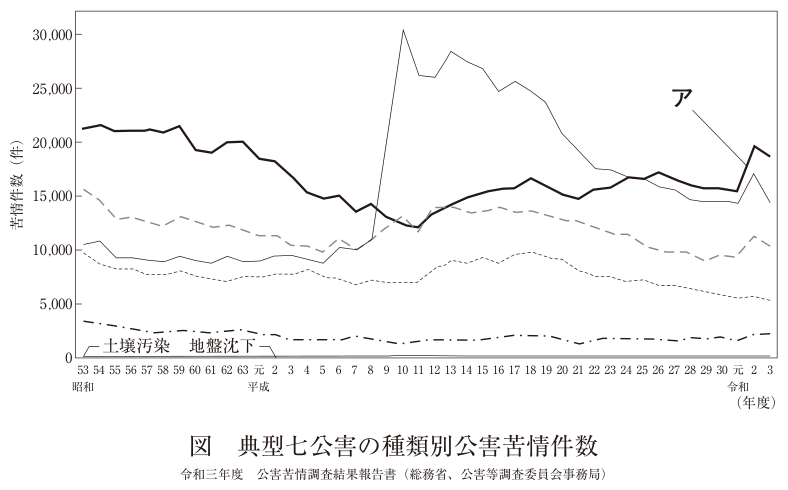 苦情件数（件）
30,000
25,000
20,000
15,000
10,000
5,000
0
ア
土壌汚染 地盤沈下
53 54 55 56 57 58 59 60 61 62 63 元 2 3 4 5 6 7 8 9 10 11 12 13 14 15 16 17 18 19 20 21 22 23 24 25 26 27 28 29 30 元 2 3
昭和 平成 令和
（年度）
図 典型七公害の種類別公害苦情件数
令和三年度 公害苦情調査結果報告書（総務省、公害等調査委員会事務局）